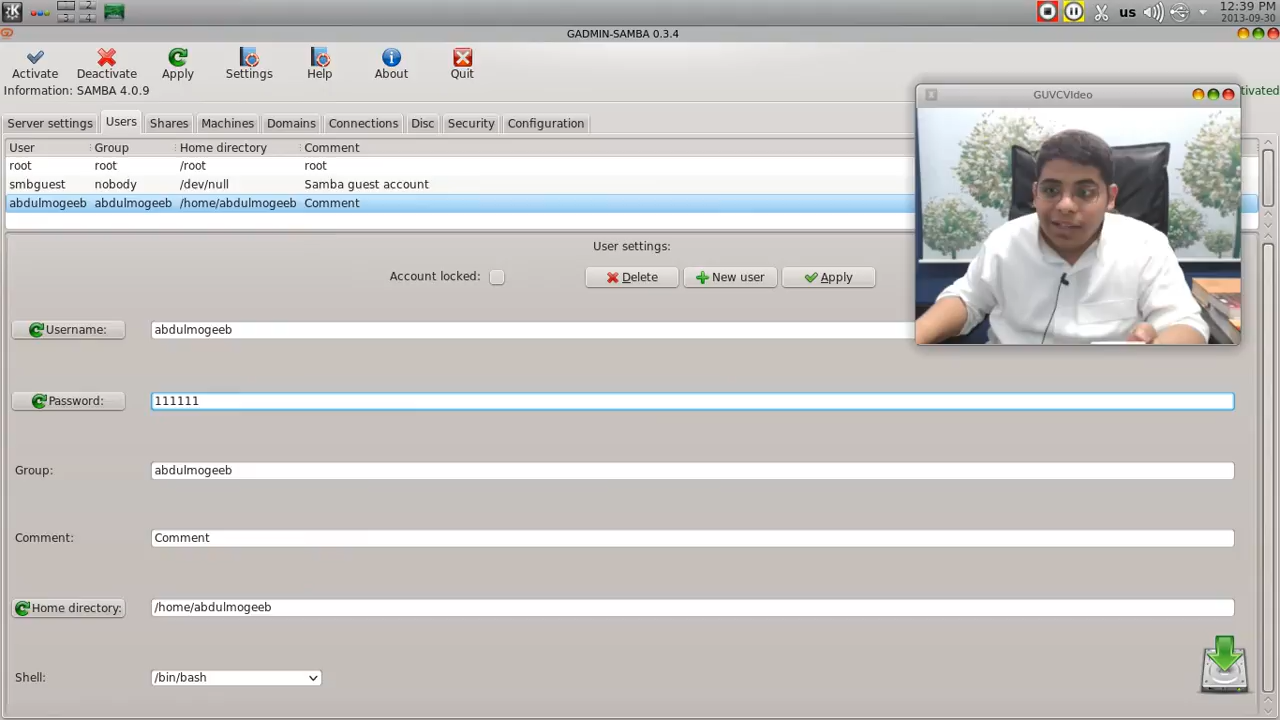 2
3 4
us
12:39 PM
2013-09-30
GADMIN-SAMBA 0.3.4
Activate Deactivate Apply Settings Help About Quit
Information: SAMBA 4.0.9
tivated
GUVCVideo
Server settings Users Shares Machines Domains Connections Disc Security Configuration
User Group Home directory Comment
root root /root root
smbguest nobody /dev/null Samba guest account
abdulmogeeb abdulmogeeb /home/abdulmogeeb Comment
User settings:
Account locked: Delete New user Apply
Username: abdulmogeeb
Password: 111111
Group: abdulmogeeb
Comment: Comment
Home directory: /home/abdulmogeeb
Shell: /bin/bash